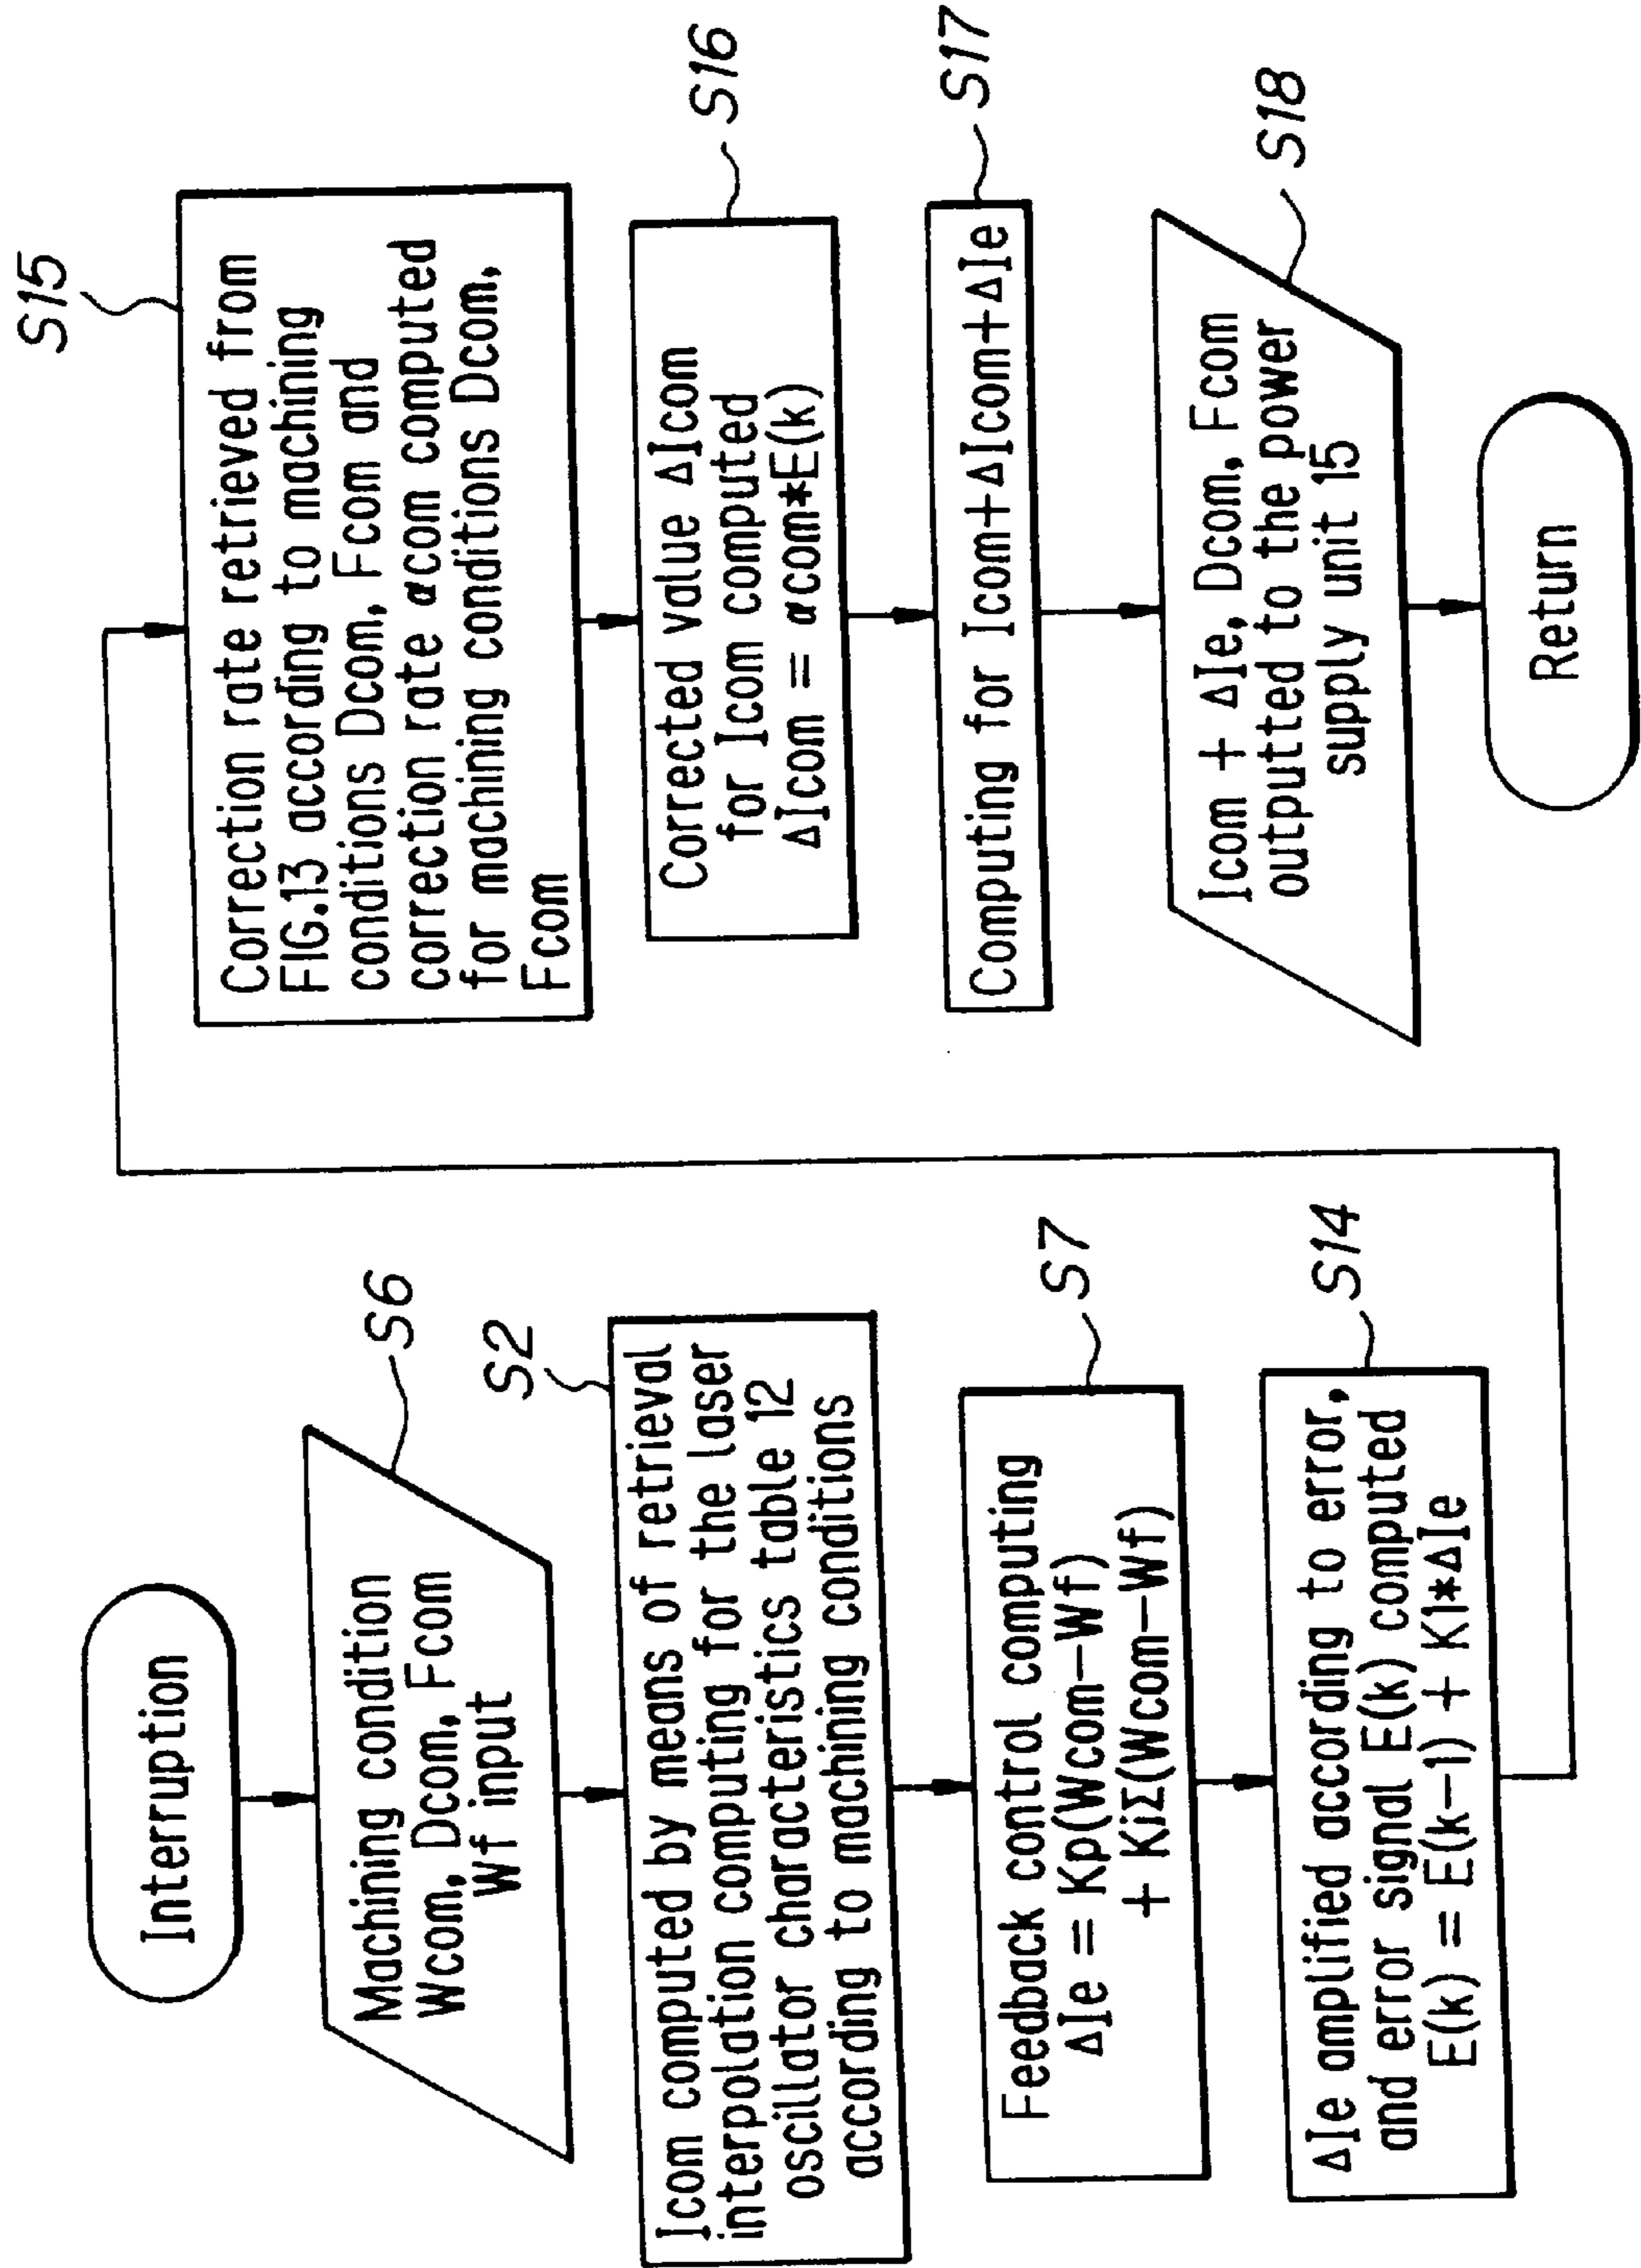 Interruption
S6
Machining condition
Wcom, Dcom, Fcom
Wf input
S2
Icom computed by means of retrieval
interpolation computing for the laser
oscillator characteristics table 12
according to machining conditions
S7
Feedback control computing
ΔIe = Kp(Wcom-Wf)
+ KiΣ(Wcom-Wf)
S14
ΔIe amplified according to error,
and error signal E(k) computed
E(k) = E(k-1) + K1*ΔIe
S15
Correction rate retrieved from
FIG.13 according to machining
conditions Dcom, Fcom and
correction rate αcom computed
for machining conditions Dcom,
Fcom
S16
Corrected value ΔIcom
for Icom computed
ΔIcom = αcom*E(k)
S17
Computing for Icom+ΔIcom+ΔIe
S18
Icom + ΔIe, Dcom, Fcom
outputted to the power
supply unit 15
Return